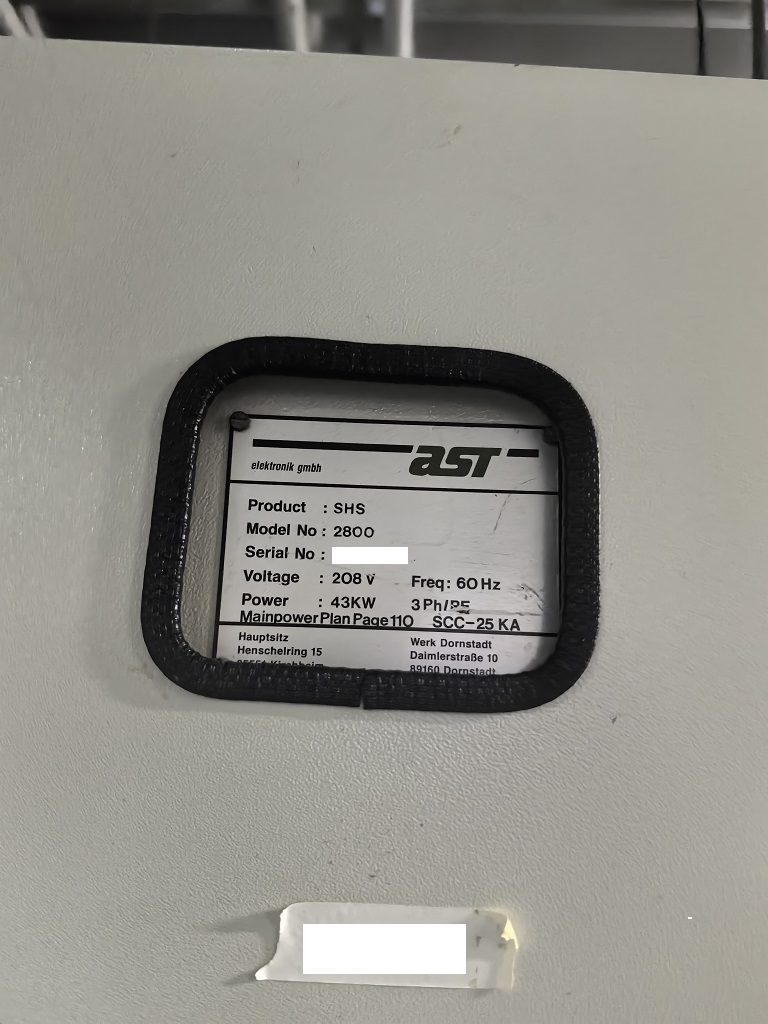 ast
elektronik gmbh
Product : SHS
Model No : 2800
Serial No :
Voltage : 208 V Freq : 60 Hz
Power : 43KW 3 Ph/PE
Mainpower Plan Page 110 SCC-25 KA
Hauptsitz Werk Dornstadt
Henschelring 15 Daimlerstraße 10
89160 Dornstadt